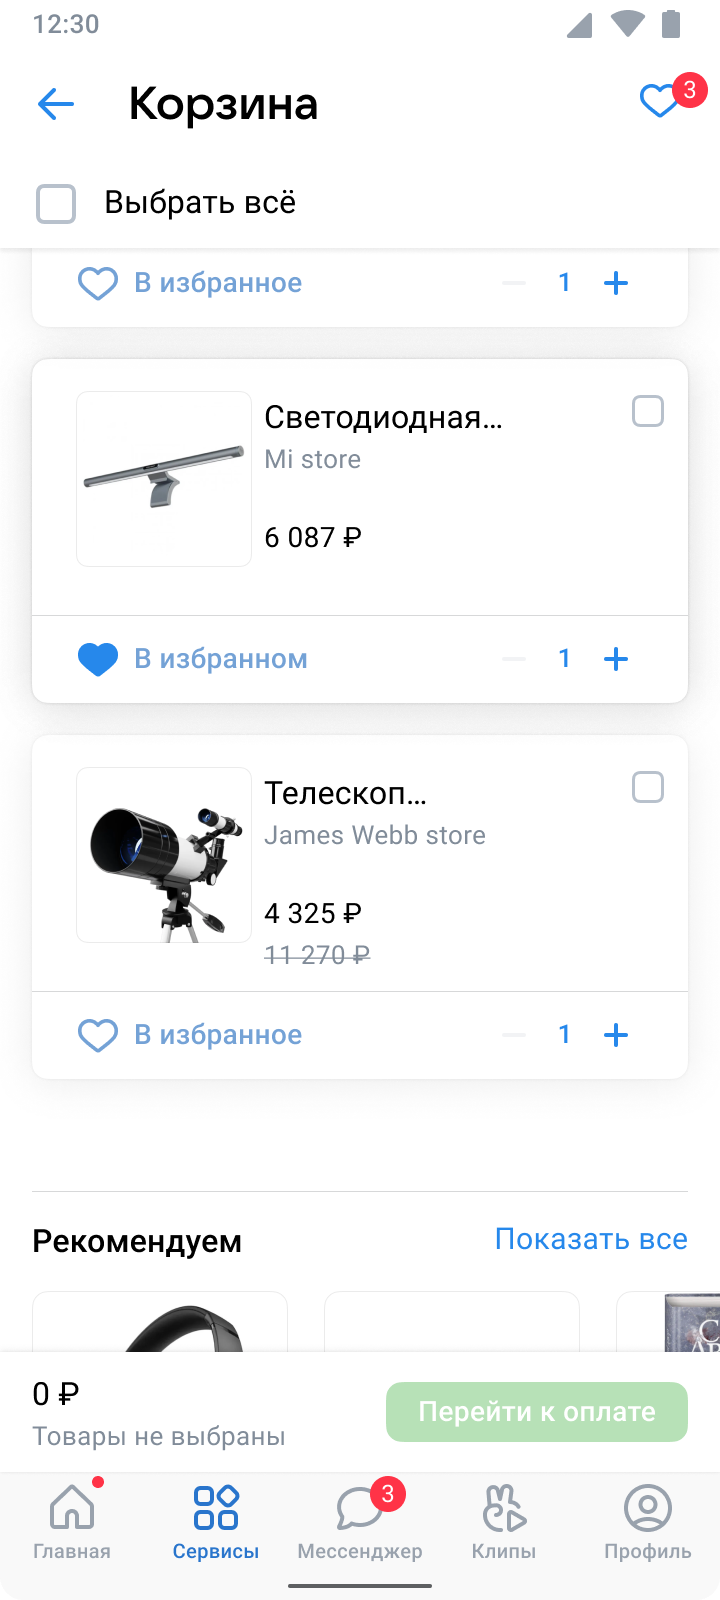 12:30
Корзина
3
Выбрать всё
В избранное
1
Светодиодная...
Mi store
6 087 ₽
В избранном
1
Телескоп...
James Webb store
4 325 ₽
11 270 ₽
В избранное
1
Рекомендуем
Показать все
0 ₽
Товары не выбраны
Перейти к оплате
3
Главная
Сервисы
Мессенджер
Клипы
Профиль